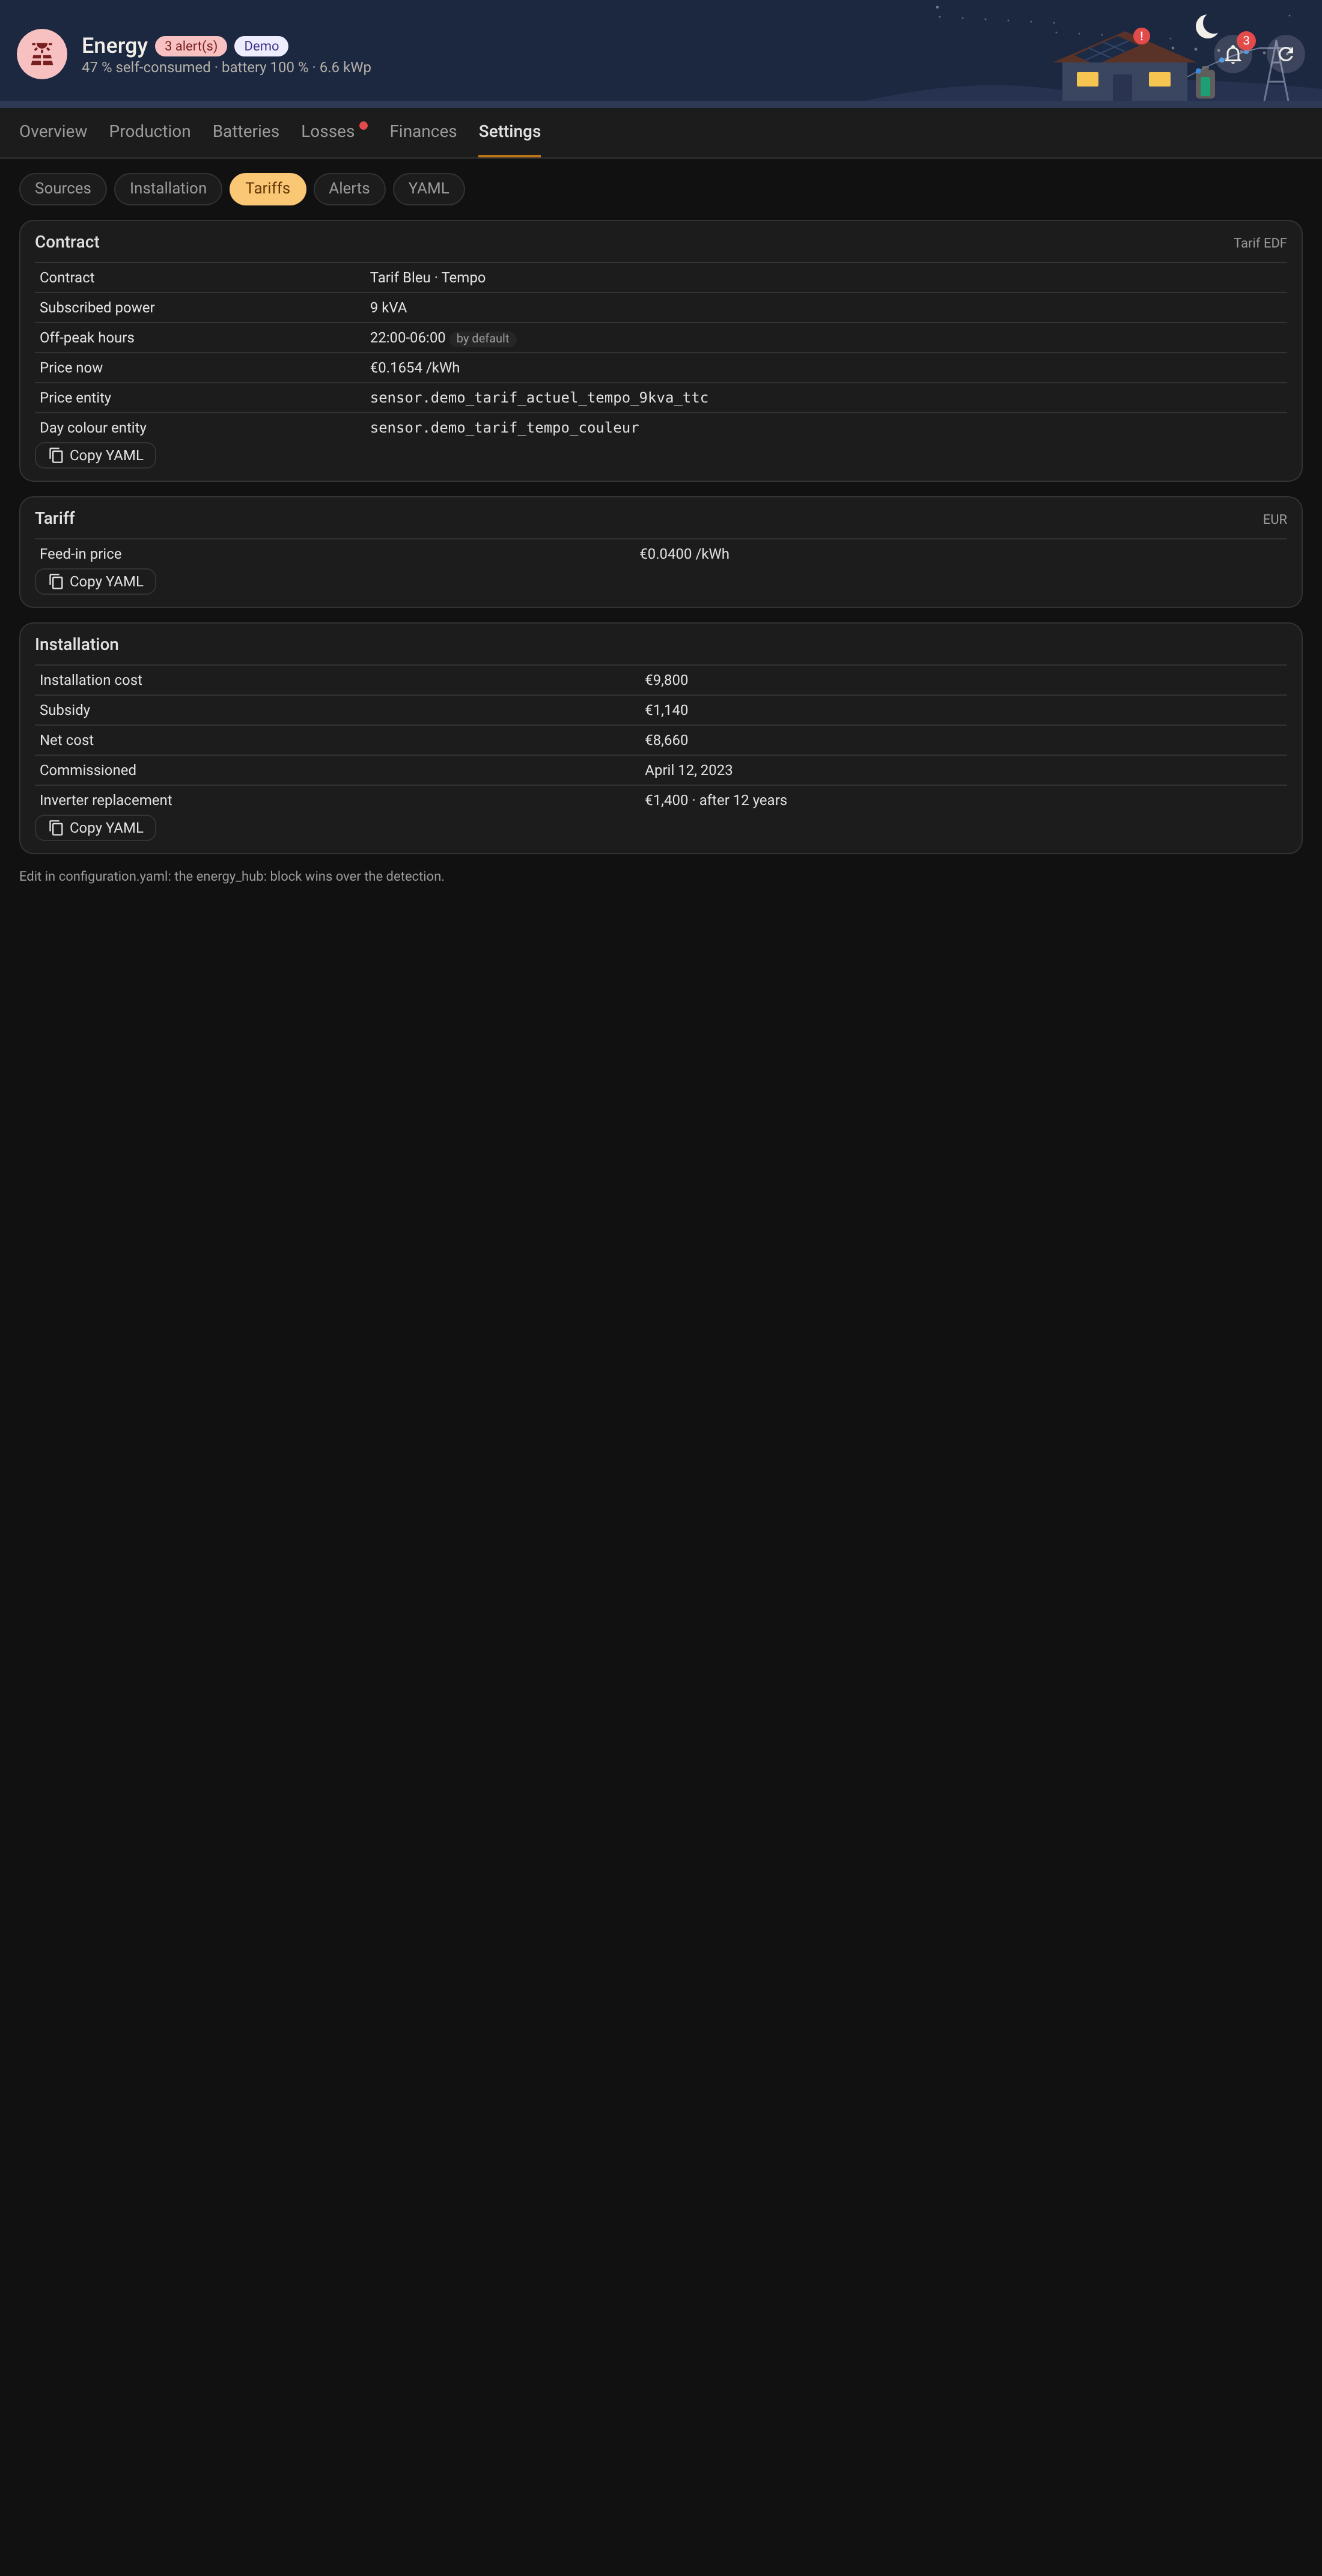 Energy 3 alert(s) Demo
47 % self-consumed · battery 100 % · 6.6 kWp
!
3
Overview Production Batteries Losses Finances Settings
Sources Installation Tariffs Alerts YAML
Contract Tarif EDF
Contract Tarif Bleu · Tempo
Subscribed power 9 kVA
Off-peak hours 22:00-06:00 by default
Price now €0.1654 /kWh
Price entity sensor.demo_tarif_actuel_tempo_9kva_ttc
Day colour entity sensor.demo_tarif_tempo_couleur
Copy YAML
Tariff EUR
Feed-in price €0.0400 /kWh
Copy YAML
Installation
Installation cost €9,800
Subsidy €1,140
Net cost €8,660
Commissioned April 12, 2023
Inverter replacement €1,400 · after 12 years
Copy YAML
Edit in configuration.yaml: the energy_hub: block wins over the detection.